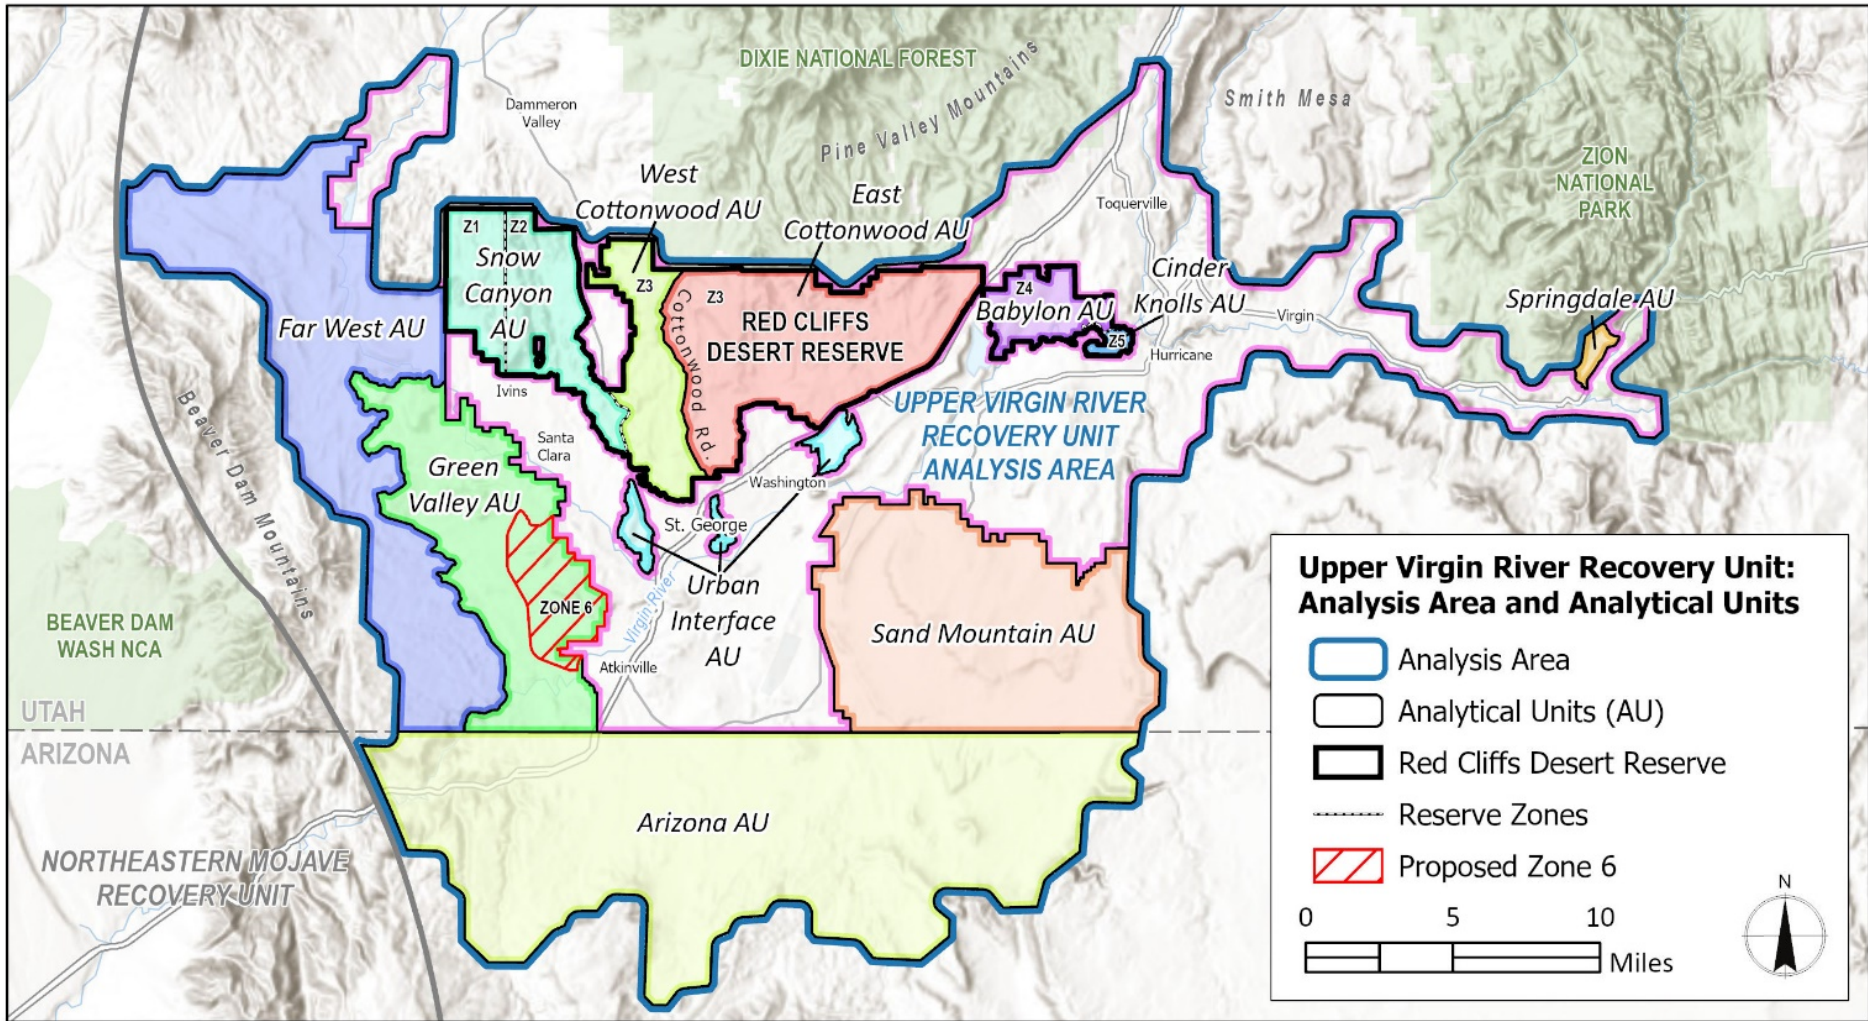 DIXIE NATIONAL FOREST
Pine Valley Mountains
Smith Mesa
Dammeron
Valley
ZION
NATIONAL
PARK
West
Cottonwood AU
East
Cottonwood AU
Toquerville
Z1
Z2
Snow
Canyon
AU
Z3
Z3
Cottonwood Rd.
RED CLIFFS
DESERT RESERVE
Z4
Babylon AU
Cinder
Knolls AU
Z5
Virgin
Hurricane
Springdale AU
Far West AU
Ivins
Santa
Clara
UPPER VIRGIN RIVER
RECOVERY UNIT
ANALYSIS AREA
Beaver Dam Mountains
Green
Valley AU
Washington
St. George
Urban
Interface
AU
Virgin River
ZONE 6
Atkinville
Sand Mountain AU
BEAVER DAM
WASH NCA
UTAH
ARIZONA
Arizona AU
NORTHEASTERN MOJAVE
RECOVERY UNIT
Upper Virgin River Recovery Unit:
Analysis Area and Analytical Units
Analysis Area
Analytical Units (AU)
Red Cliffs Desert Reserve
Reserve Zones
Proposed Zone 6
0 5 10
Miles
N